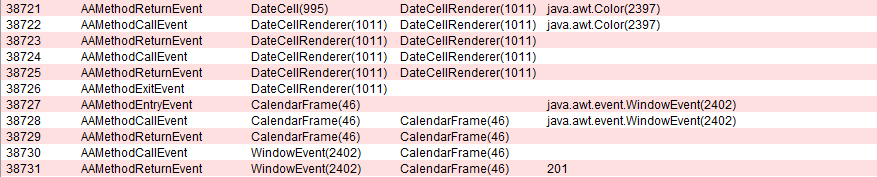 38721 AAMethodReturnEvent DateCell(995) DateCellRenderer(1011) java.awt.Color(2397)
38722 AAMethodCallEvent DateCellRenderer(1011) DateCellRenderer(1011) java.awt.Color(2397)
38723 AAMethodReturnEvent DateCellRenderer(1011) DateCellRenderer(1011)
38724 AAMethodCallEvent DateCellRenderer(1011) DateCellRenderer(1011)
38725 AAMethodReturnEvent DateCellRenderer(1011) DateCellRenderer(1011)
38726 AAMethodExitEvent DateCellRenderer(1011)
38727 AAMethodEntryEvent CalendarFrame(46) java.awt.event.WindowEvent(2402)
38728 AAMethodCallEvent CalendarFrame(46) CalendarFrame(46) java.awt.event.WindowEvent(2402)
38729 AAMethodReturnEvent CalendarFrame(46) CalendarFrame(46)
38730 AAMethodCallEvent WindowEvent(2402) CalendarFrame(46)
38731 AAMethodReturnEvent WindowEvent(2402) CalendarFrame(46) 201